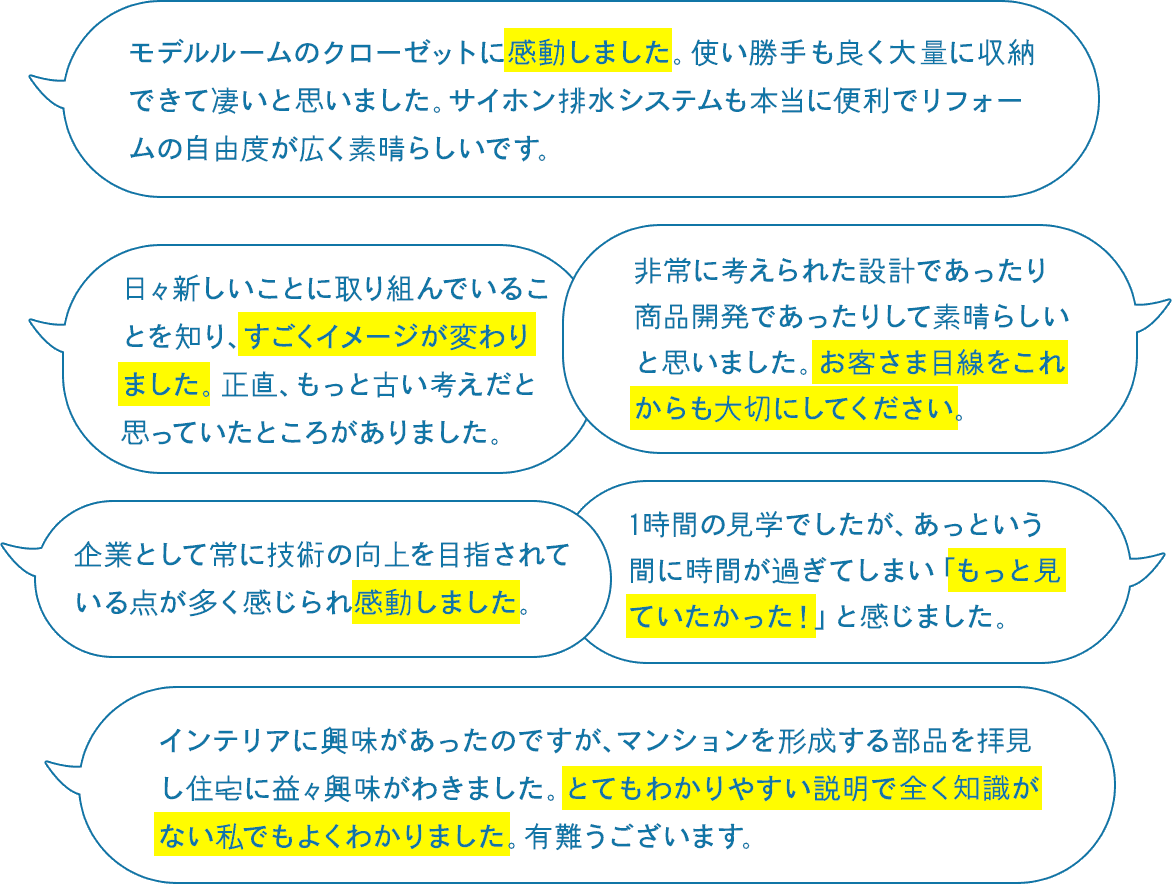 モデルルームのクローゼットに感動しました。使い勝手も良く大量に収納
できて凄いと思いました。サイホン排水システムも本当に便利でリフォー
ムの自由度が広く素晴らしいです。
日々新しいことに取り組んでいるこ
とを知り、すごくイメージが変わり
ました。正直、もっと古い考えだと
思っていたところがありました。
非常に考えられた設計であったり
商品開発であったりして素晴らしい
と思いました。お客さま目線をこれ
からも大切にしてください。
企業として常に技術の向上を目指されて
いる点が多く感じられ感動しました。
1時間の見学でしたが、あっという
間に時間が過ぎてしまい「もっと見
ていたかった！」と感じました。
インテリアに興味があったのですが、マンションを形成する部品を拝見
し住宅に益々興味がわきました。とてもわかりやすい説明で全く知識が
ない私でもよくわかりました。有難うございます。